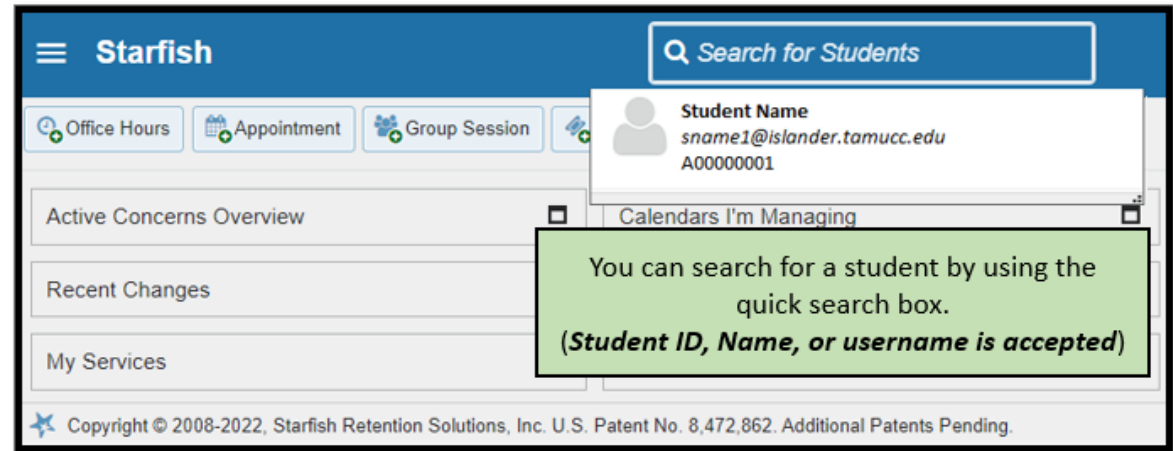 Starfish
Search for Students
Office Hours
Appointment
Group Session
Student Name
sname1@islander.tamucc.edu
A00000001
Active Concerns Overview
Calendars I'm Managing
Recent Changes
You can search for a student by using the
quick search box.
(Student ID, Name, or username is accepted)
My Services
Copyright © 2008-2022, Starfish Retention Solutions, Inc. U.S. Patent No. 8,472,862. Additional Patents Pending.